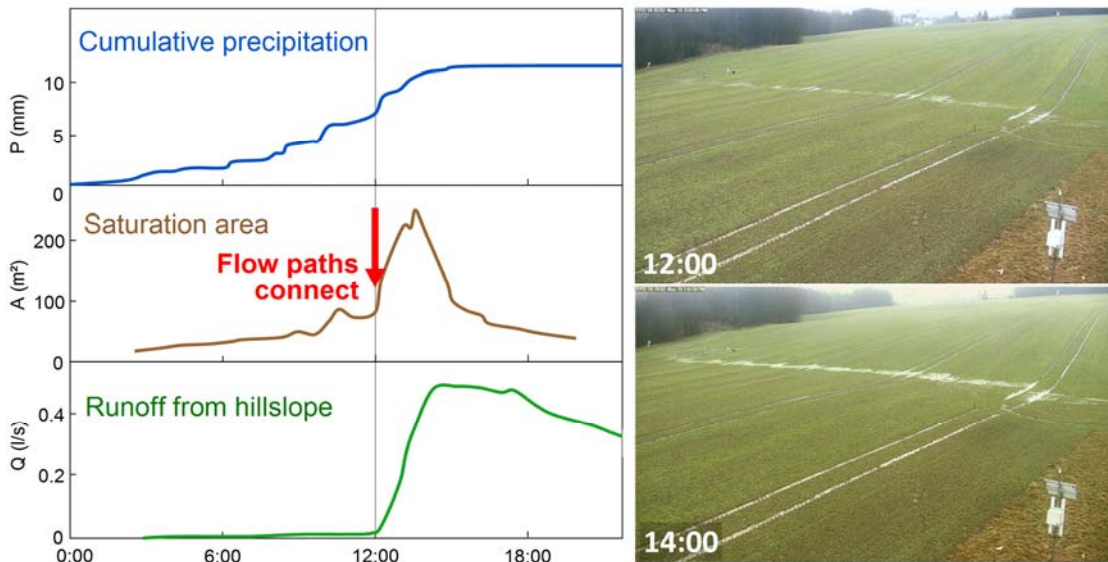 Cumulative precipitation
P (mm)
10
5
0
Saturation area
A (m²)
200
100
0
Flow paths
connect
Runoff from hillslope
Q (l/s)
0.4
0.2
0
0:00
6:00
12:00
18:00
12:00
14:00